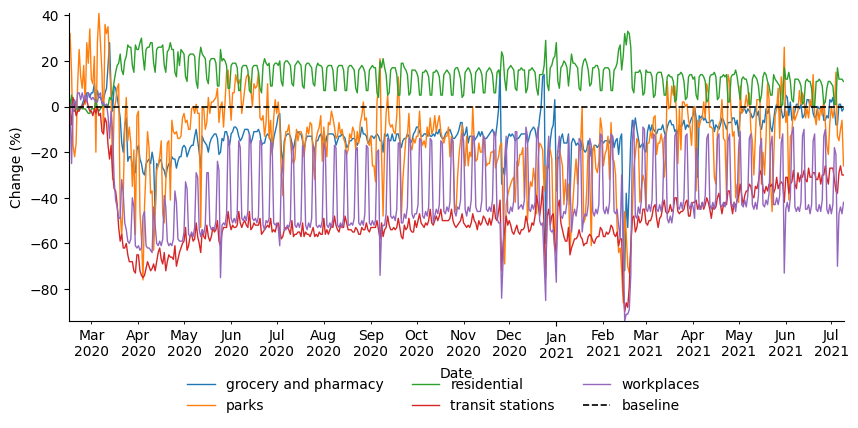 40
20
0
−20
−40
−60
−80
Change (%)
Mar Apr May Jun Jul Aug Sep Oct Nov Dec Jan Feb Mar Apr May Jun Jul
2020 2020 2020 2020 2020 2020 2020 2020 2020 2020 2021 2021 2021 2021 2021 2021 2021
Date
grocery and pharmacy residential workplaces
parks transit stations baseline